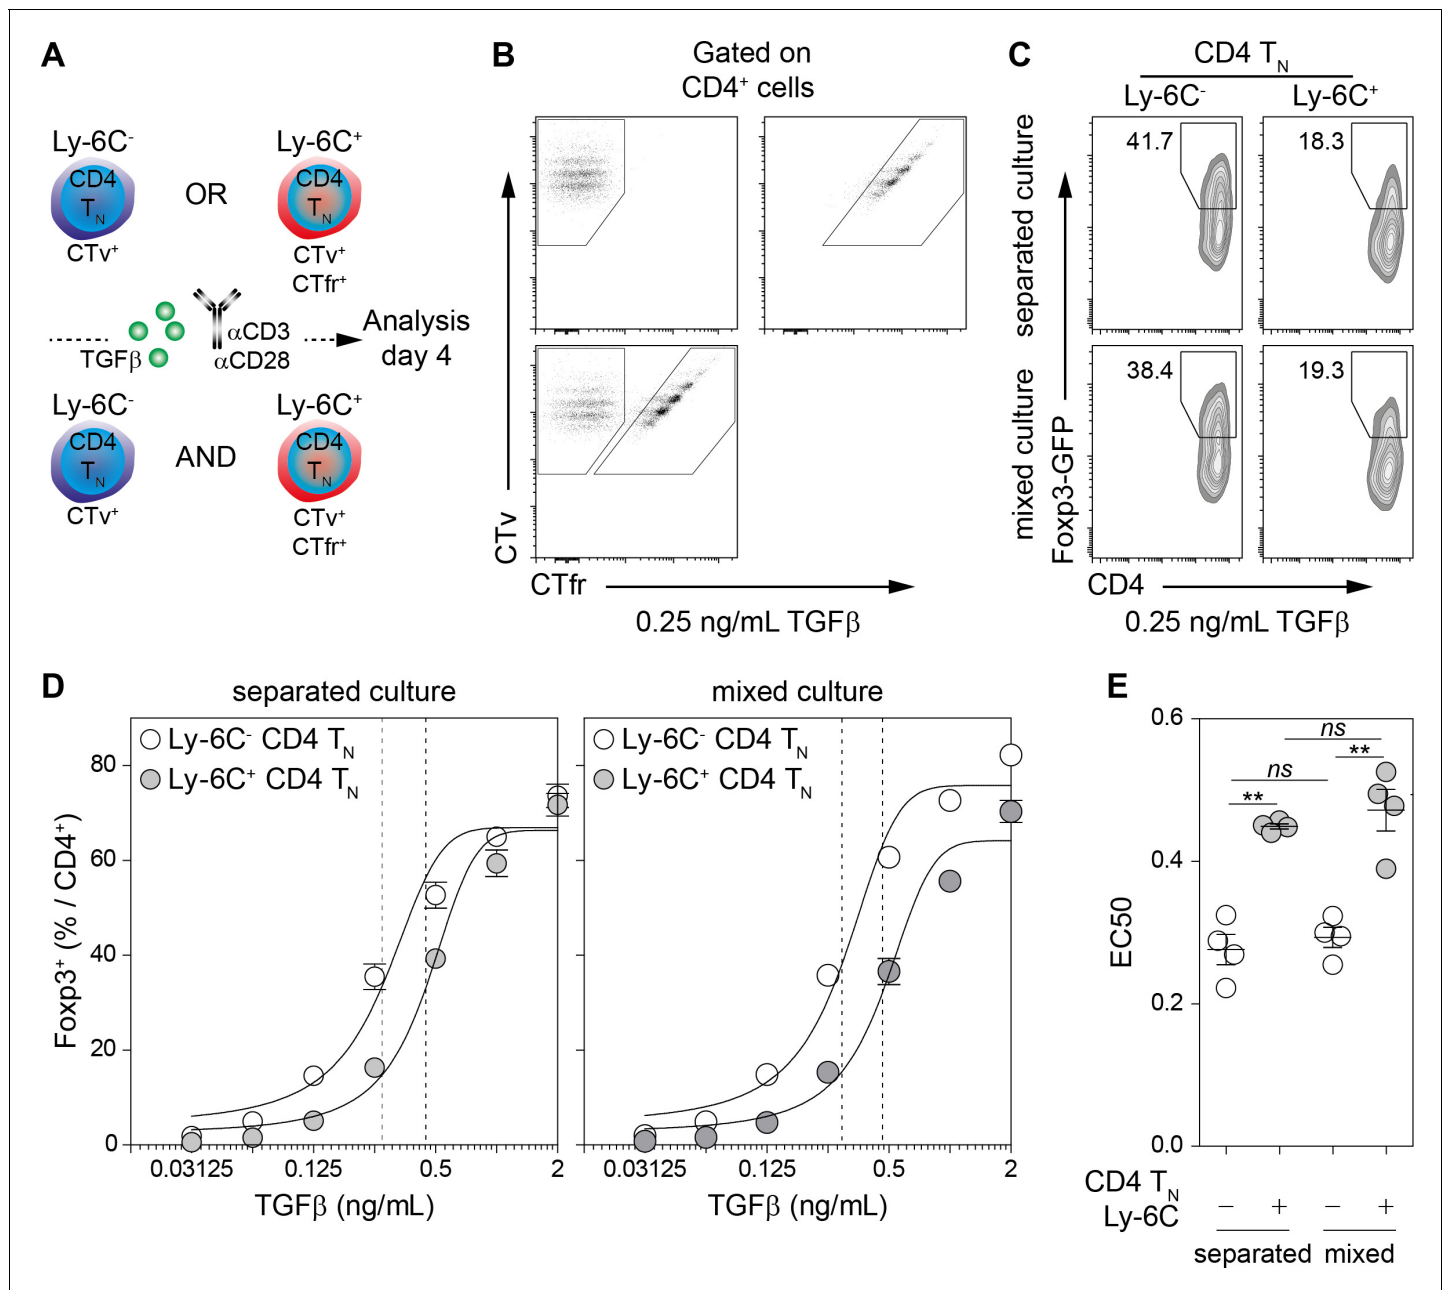 A
Ly-6C-
CD4
TN
CTv+
OR
Ly-6C+
CD4
TN
CTv+
CTfr+
TGFβ
αCD3
αCD28
Analysis
day 4
Ly-6C-
CD4
TN
CTv+
AND
Ly-6C+
CD4
TN
CTv+
CTfr+
B
Gated on
CD4+ cells
CTv
CTfr
0.25 ng/mL TGFβ
C
CD4 TN
Ly-6C-
Ly-6C+
separated culture
41.7
18.3
mixed culture
38.4
19.3
Foxp3-GFP
CD4
0.25 ng/mL TGFβ
D
separated culture
mixed culture
Ly-6C- CD4 TN
Ly-6C+ CD4 TN
Ly-6C- CD4 TN
Ly-6C+ CD4 TN
Foxp3+ (% / CD4+)
80
60
40
20
0
0.03125
0.125
0.5
2
0.03125
0.125
0.5
2
TGFβ (ng/mL)
TGFβ (ng/mL)
E
EC50
0.6
0.4
0.2
0.0
ns
**
ns
**
CD4 TN
Ly-6C
− + − +
separated mixed